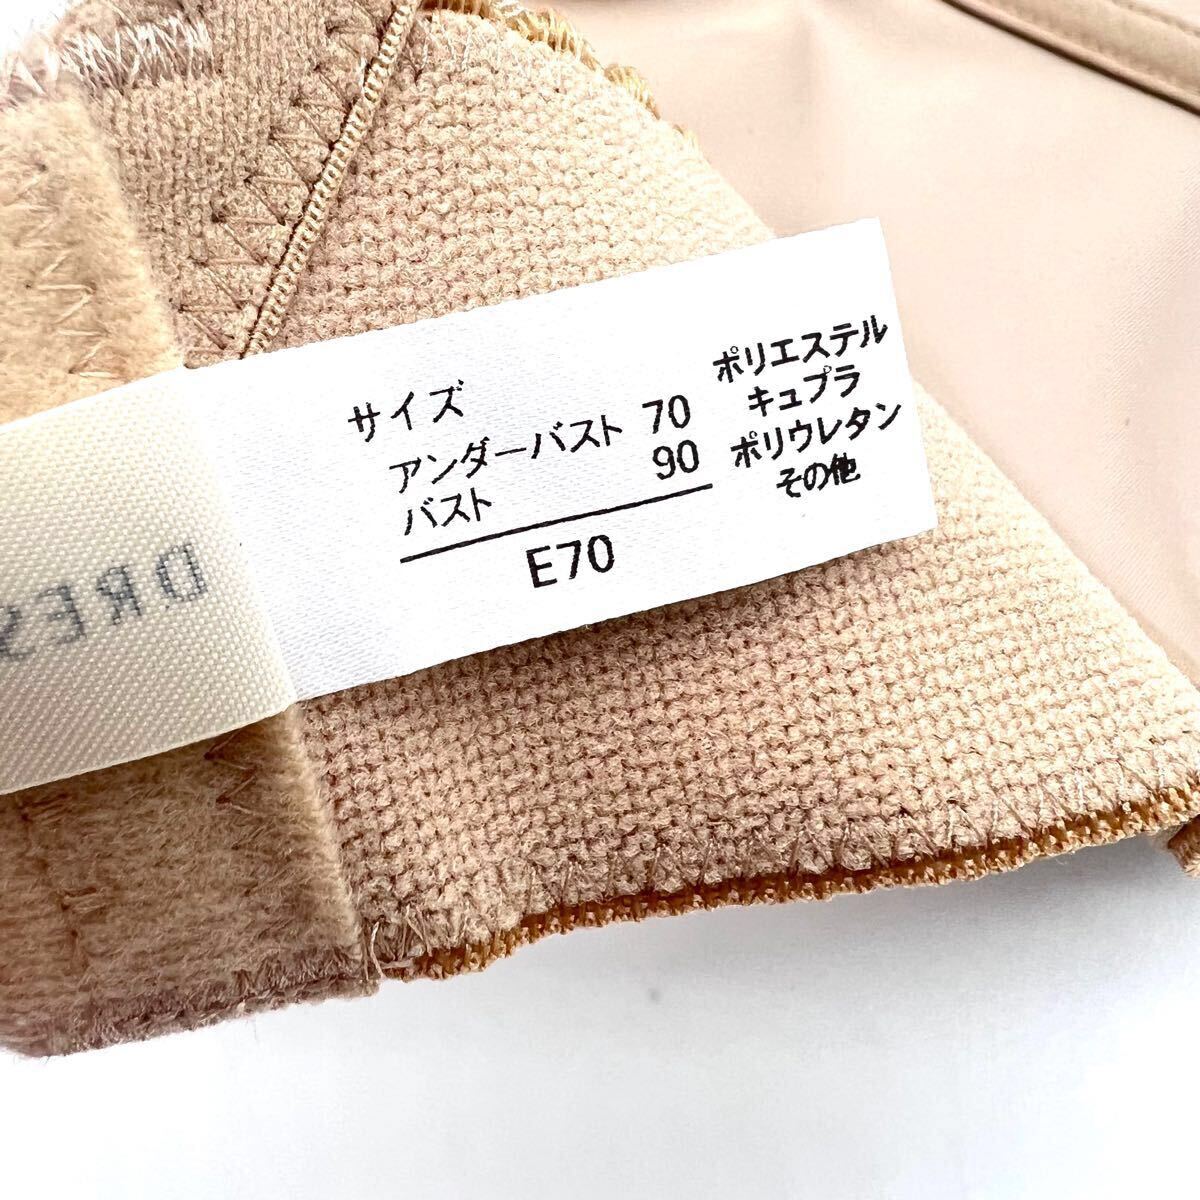 サイズ
アンダーバスト 70
バスト 90
E70
ポリエステル
キュプラ
ポリウレタン
その他
DRES